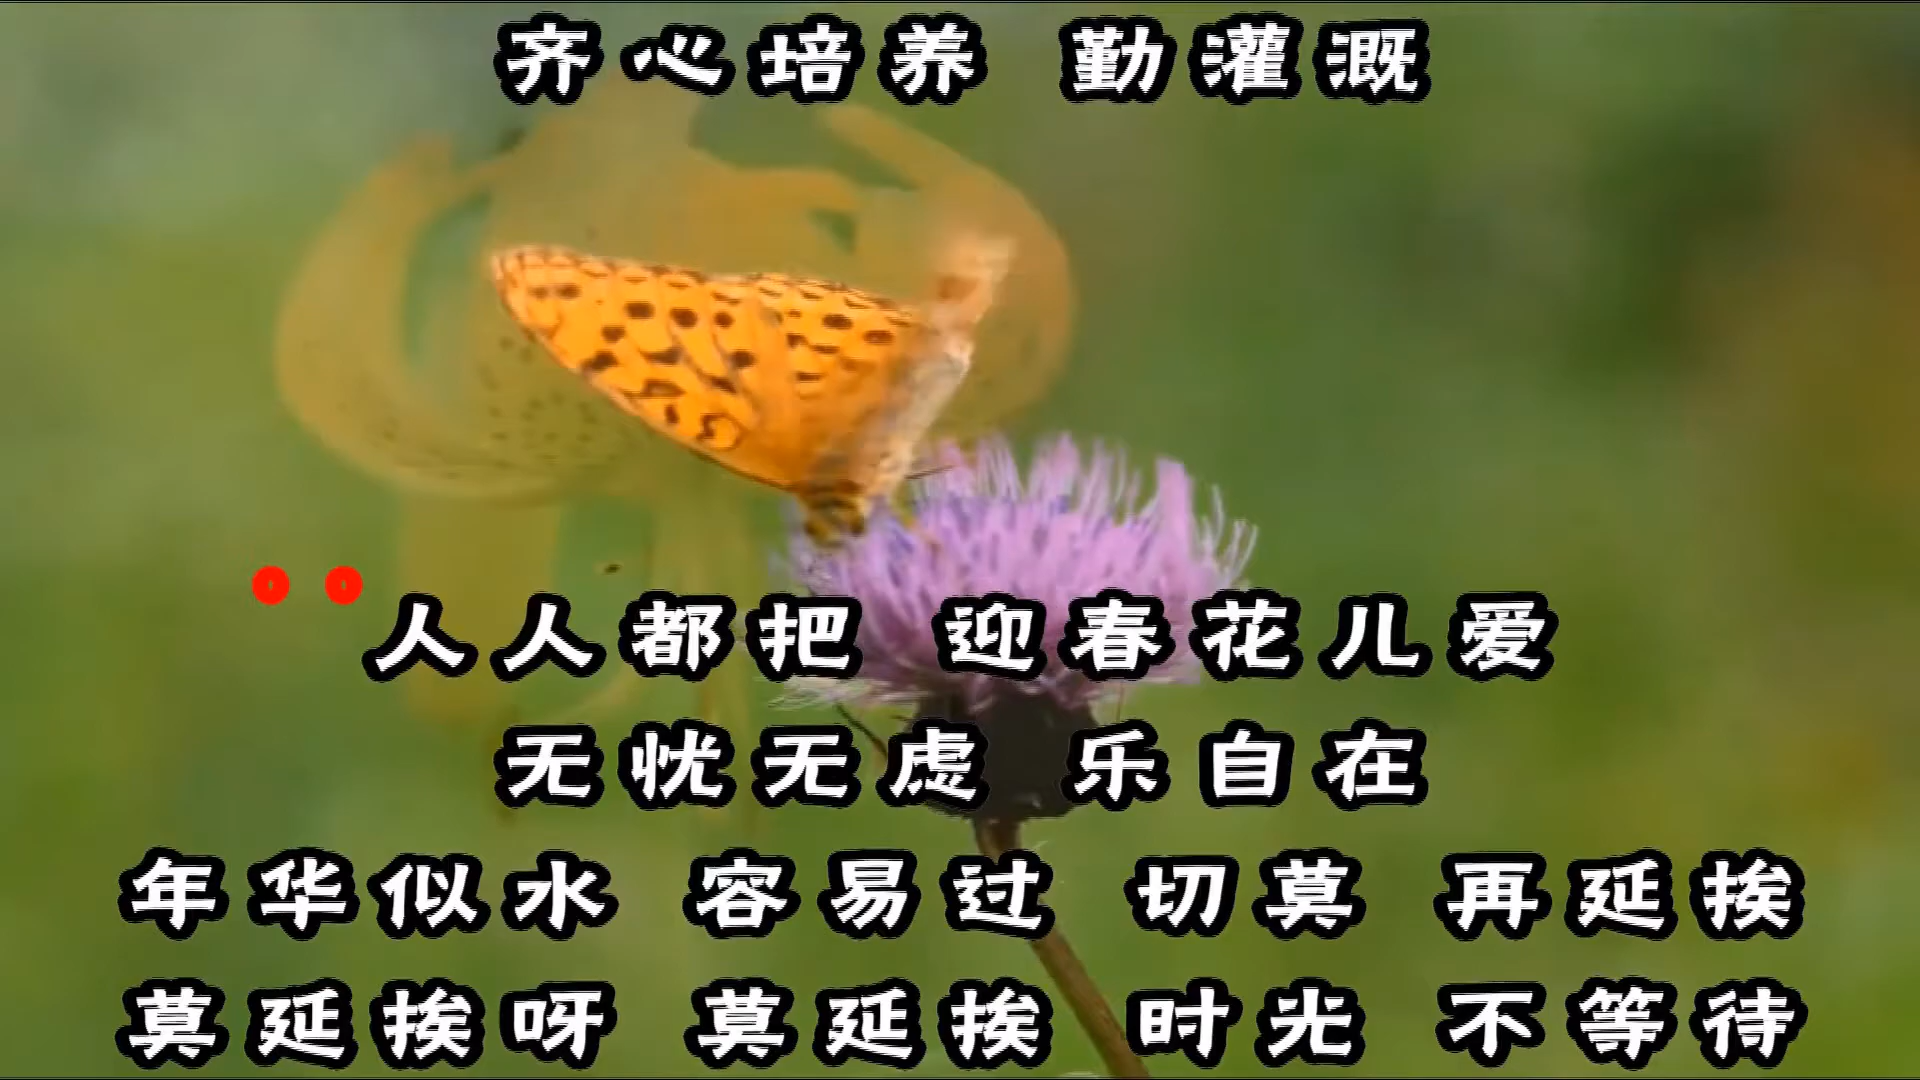 齐心培养 勤灌溉
人人都把 迎春花儿爱
无忧无虑 乐自在
年华似水 容易过 切莫 再延挨
莫延挨呀 莫延挨 时光 不等待